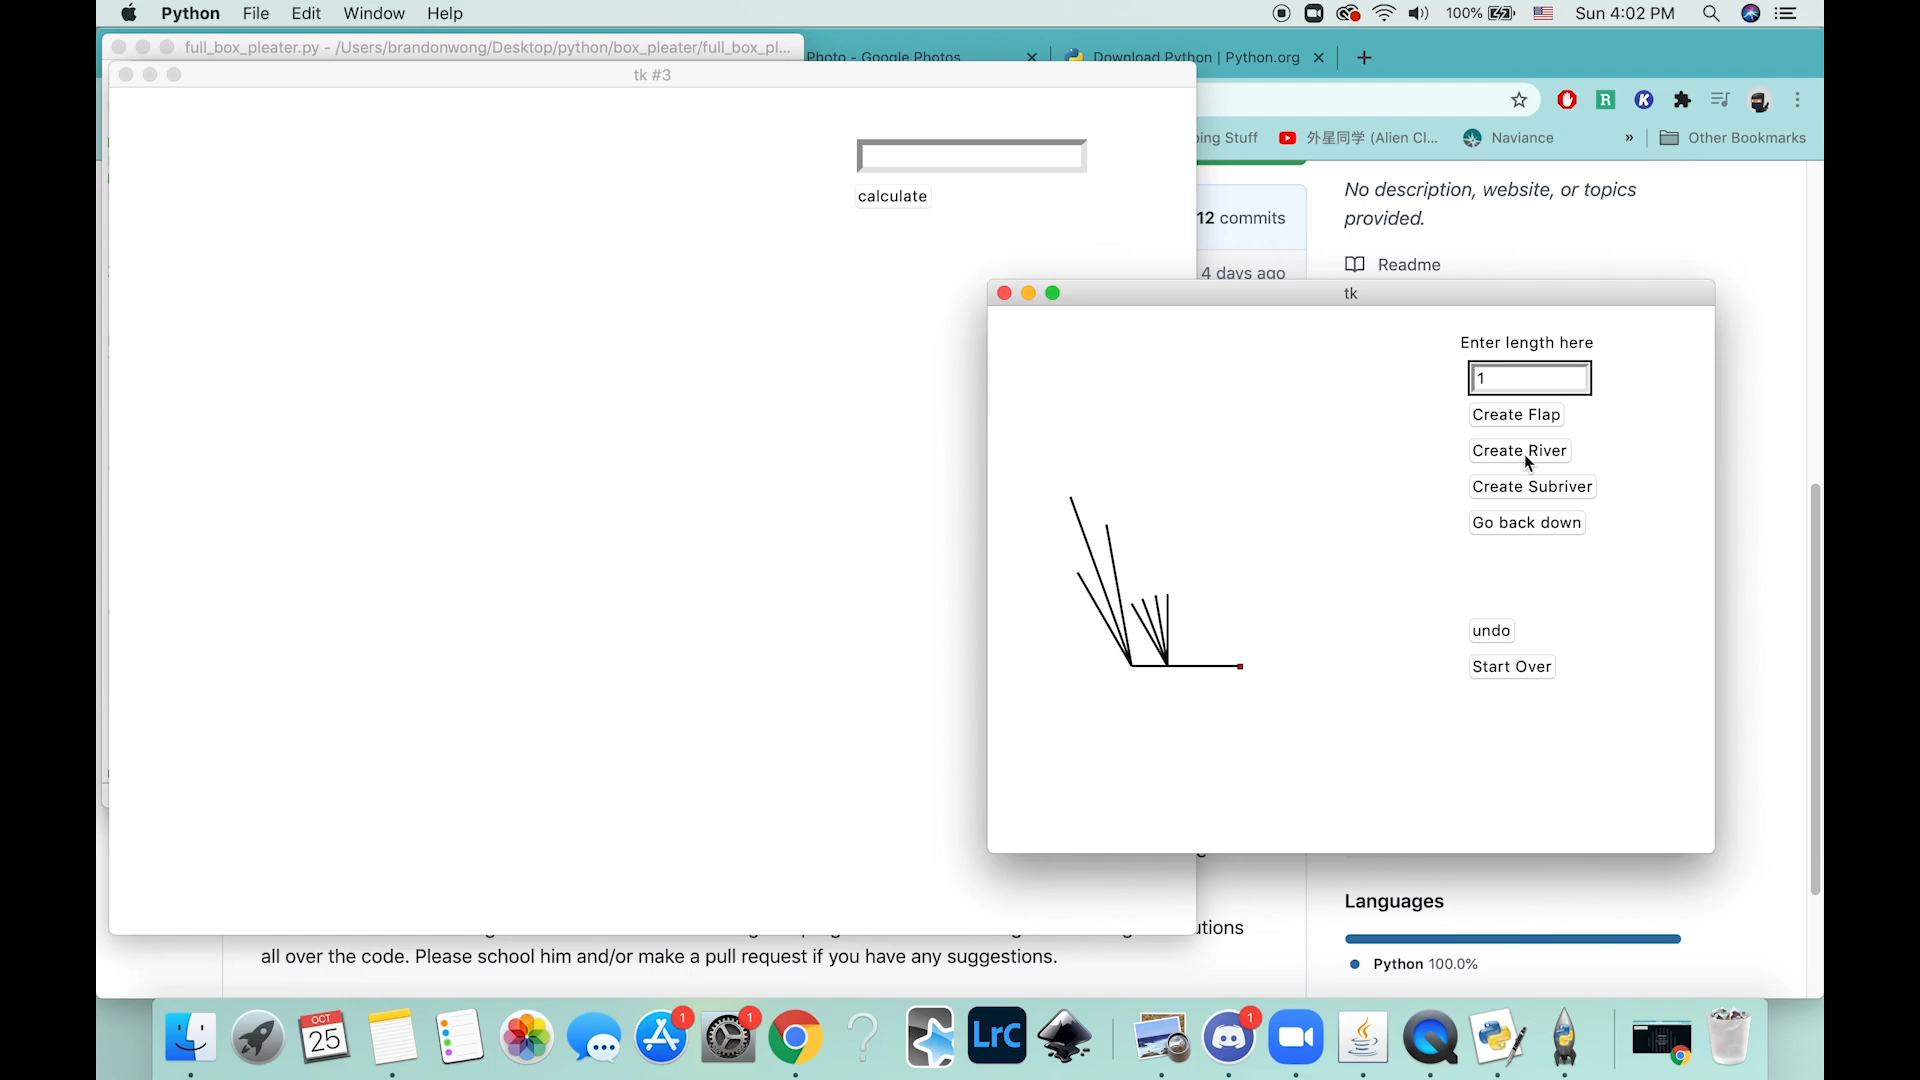 Python File Edit Window Help 100% Sun 4:02 PM
full_box_pleater.py - /Users/brandonwong/Desktop/python/box_pleater/full_box_pl...
Photo - Google Photos Download Python | Python.org
tk #3
外星同学 (Alien Cl... Naviance » Other Bookmarks
calculate
No description, website, or topics
provided.
12 commits
Readme
4 days ago
tk
Enter length here
1
Create Flap
Create River
Create Subriver
Go back down
undo
Start Over
Languages
all over the code. Please school him and/or make a pull request if you have any suggestions.
Python 100.0%
OCT
25
1
1
LrC
1